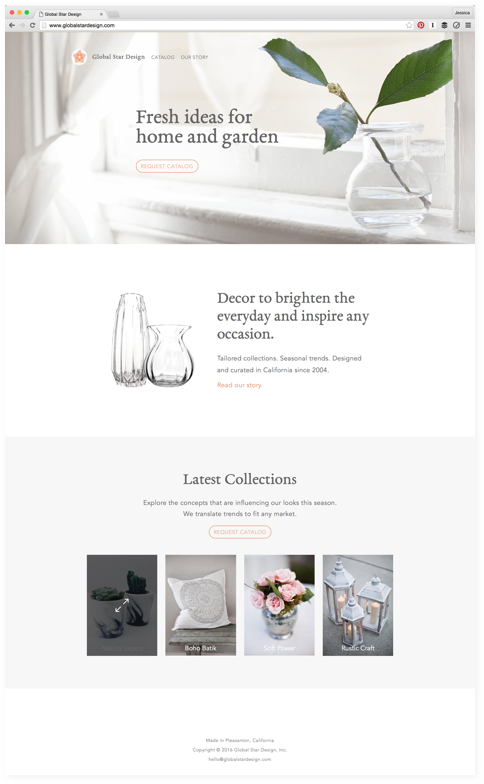 Jessica
Global Star Design
www.globalstardesign.com
Global Star Design CATALOG OUR STORY
Fresh ideas for
home and garden
REQUEST CATALOG
Decor to brighten the
everyday and inspire any
occasion.
Tailored collections. Seasonal trends. Designed
and curated in California since 2004.
Read our story
Latest Collections
Explore the concepts that are influencing our looks this season.
We translate trends to fit any market.
REQUEST CATALOG
Boho Batik
Soft Power
Rustic Craft
Made in Pleasanton, California
Copyright © 2016 Global Star Design, Inc.
hello@globalstardesign.com